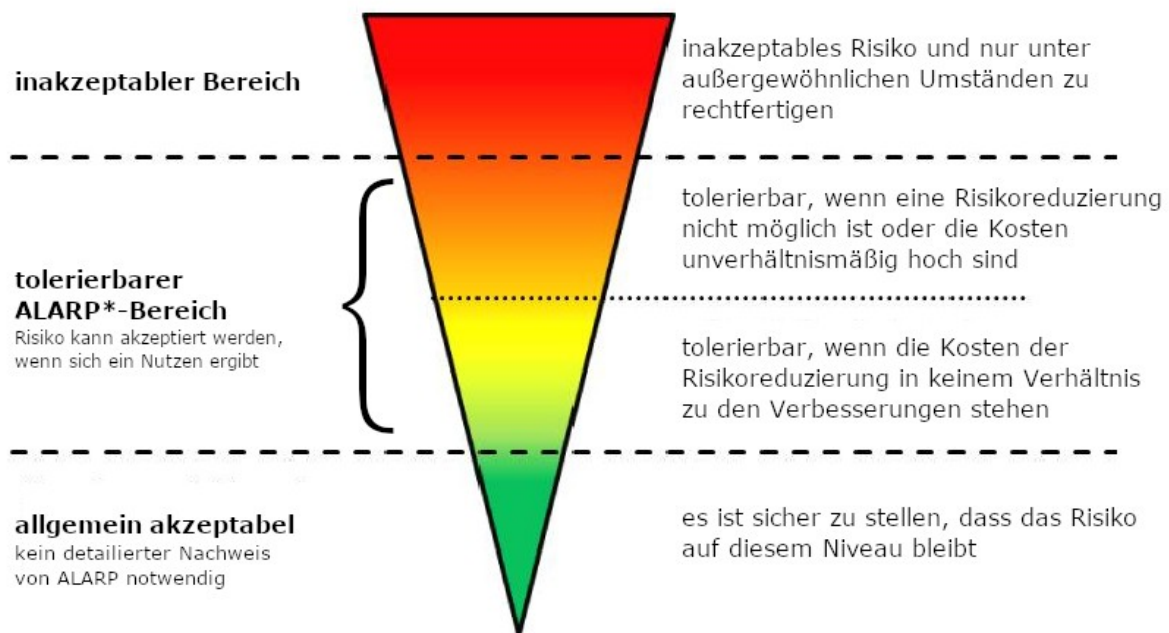 inakzeptabler Bereich
inakzeptables Risiko und nur unter
außergewöhnlichen Umständen zu
rechtfertigen
tolerierbarer
ALARP*-Bereich
Risiko kann akzeptiert werden,
wenn sich ein Nutzen ergibt
tolerierbar, wenn eine Risikoreduzierung
nicht möglich ist oder die Kosten
unverhältnismäßig hoch sind
tolerierbar, wenn die Kosten der
Risikoreduzierung in keinem Verhältnis
zu den Verbesserungen stehen
allgemein akzeptabel
kein detailierter Nachweis
von ALARP notwendig
es ist sicher zu stellen, dass das Risiko
auf diesem Niveau bleibt